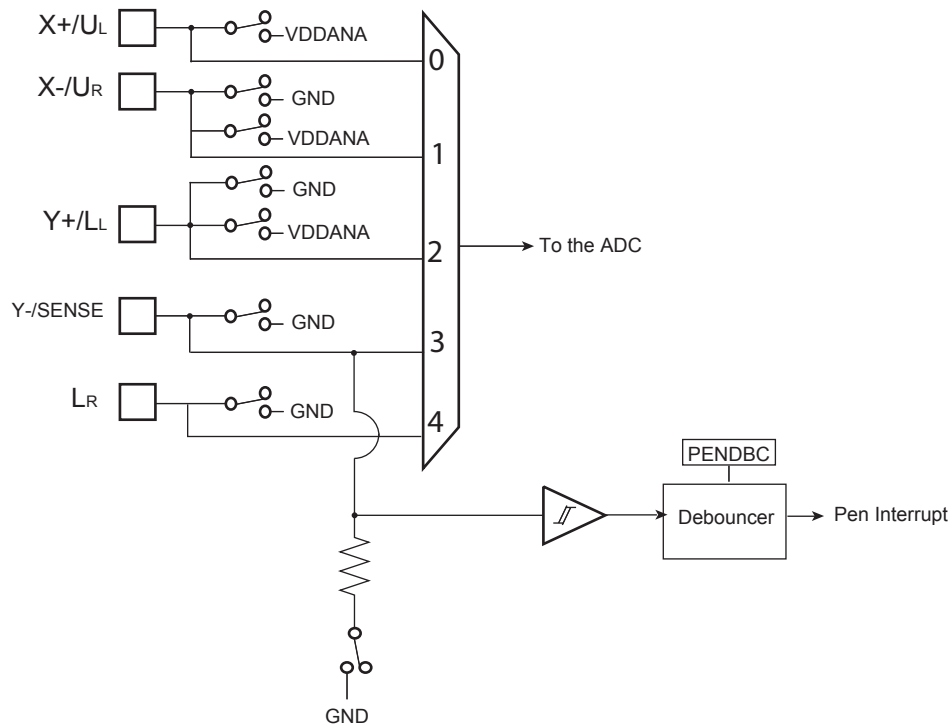 X+/UL
VDDANA
0
X-/UR
GND
VDDANA
1
GND
Y+/LL
VDDANA
2
To the ADC
Y-/SENSE
GND
3
LR
GND
4
PENDBC
Debouncer
Pen Interrupt
GND